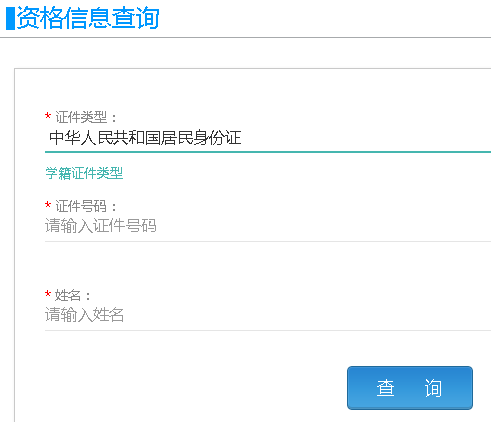 资格信息查询
* 证件类型：
中华人民共和国居民身份证
学籍证件类型
* 证件号码：
请输入证件号码
* 姓名：
请输入姓名
查 询